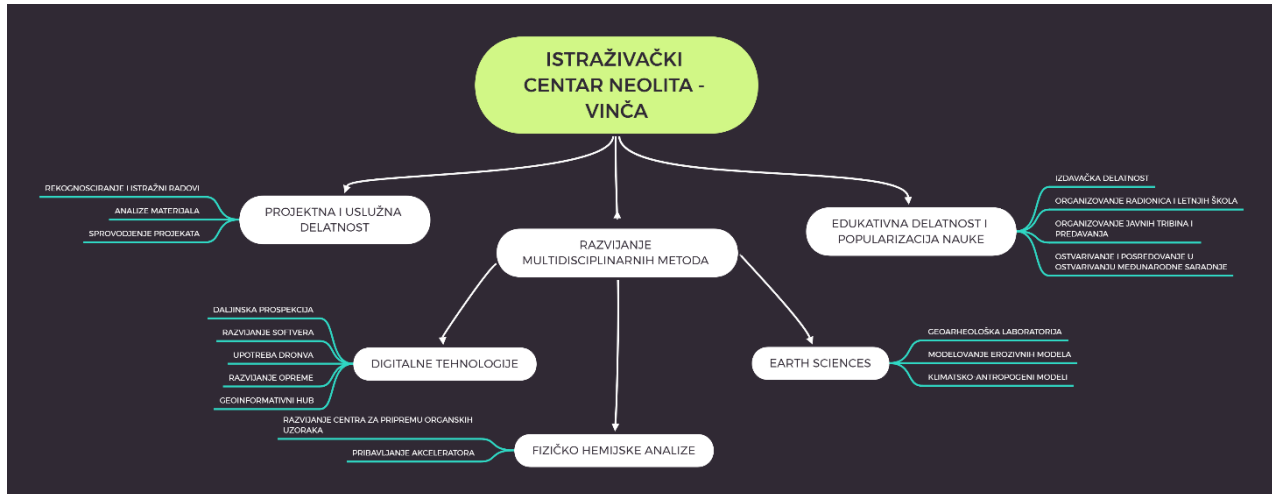 ISTRAŽIVAČKI
CENTAR NEOLITA -
VINČA
REKOGNOSCIRANJE I ISTRAŽNI RADOVI
ANALIZE MATERIJALA
SPROVODJENJE PROJEKATA
PROJEKTNA I USLUŽNA
DELATNOST
RAZVIJANJE
MULTIDISCIPLINARNIH METODA
EDUKATIVNA DELATNOST I
POPULARIZACIJA NAUKE
IZDAVAČKA DELATNOST
ORGANIZOVANJE RADIONICA I LETNJIH ŠKOLA
ORGANIZOVANJE JAVNIH TRIBINA I
PREDAVANJA
OSTVARIVANJE I POSREDOVANJE U
OSTVARIVANJU MEĐUNARODNE SARADNJE
DALJINSKA PROSPEKCIJA
RAZVIJANJE SOFTVERA
UPOTREBA DRONVA
RAZVIJANJE OPREME
GEOINFORMATIVNI HUB
DIGITALNE TEHNOLOGIJE
EARTH SCIENCES
GEOARHEOLOŠKA LABORATORIJA
MODELOVANJE EROZIVNIH MODELA
KLIMATSKO-ANTROPOGENI MODELI
RAZVIJANJE CENTRA ZA PRIPREMU ORGANSKIH
UZORAKA
PRIBAVLJANJE AKCELERATORA
FIZIČKO HEMIJSKE ANALIZE